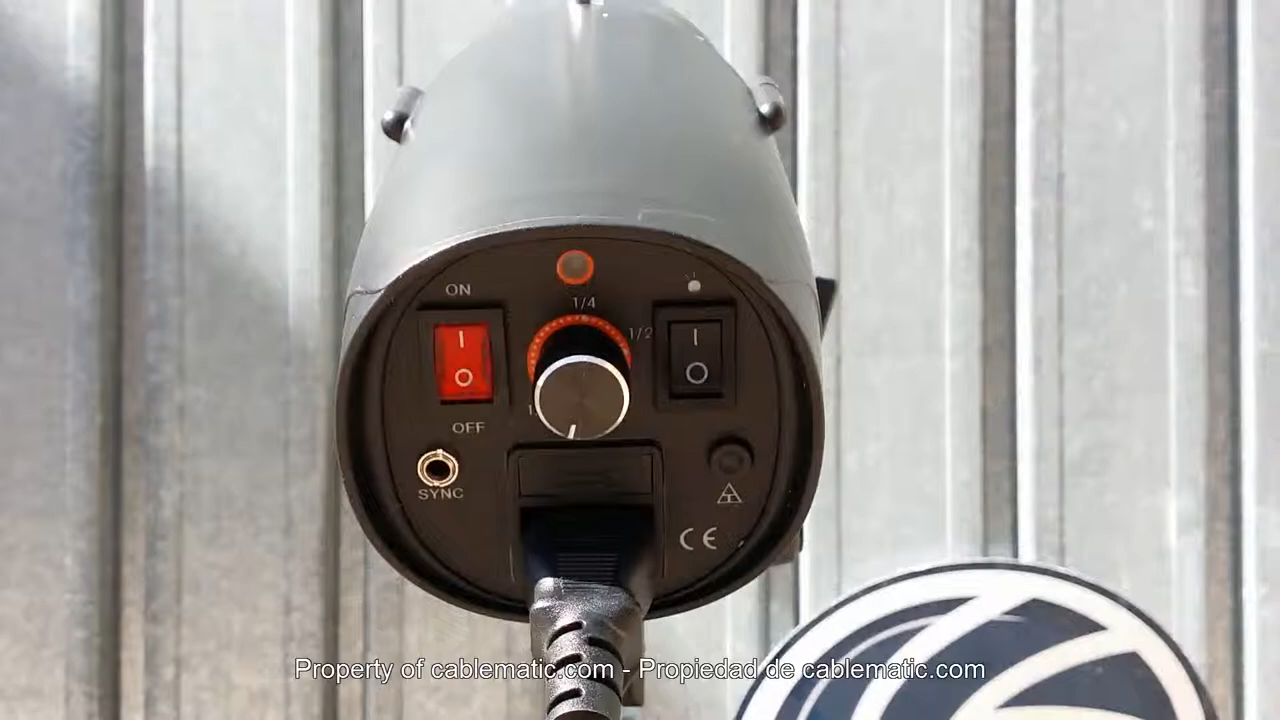 ON
1/4
1/2
I
O
I
O
OFF
SYNC
CE
Property of cablematic.com - Propiedad de cablematic.com